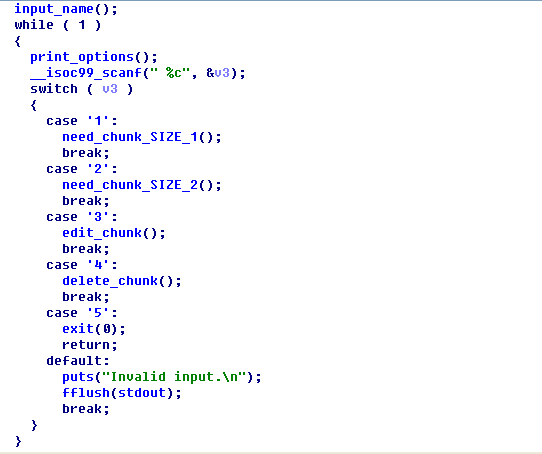 input_name();
while ( 1 )
{
print_options();
__isoc99_scanf(" %c", &v3);
switch ( v3 )
{
case '1':
need_chunk_SIZE_1();
break;
case '2':
need_chunk_SIZE_2();
break;
case '3':
edit_chunk();
break;
case '4':
delete_chunk();
break;
case '5':
exit(0);
return;
default:
puts("Invalid input.\n");
fflush(stdout);
break;
}
}